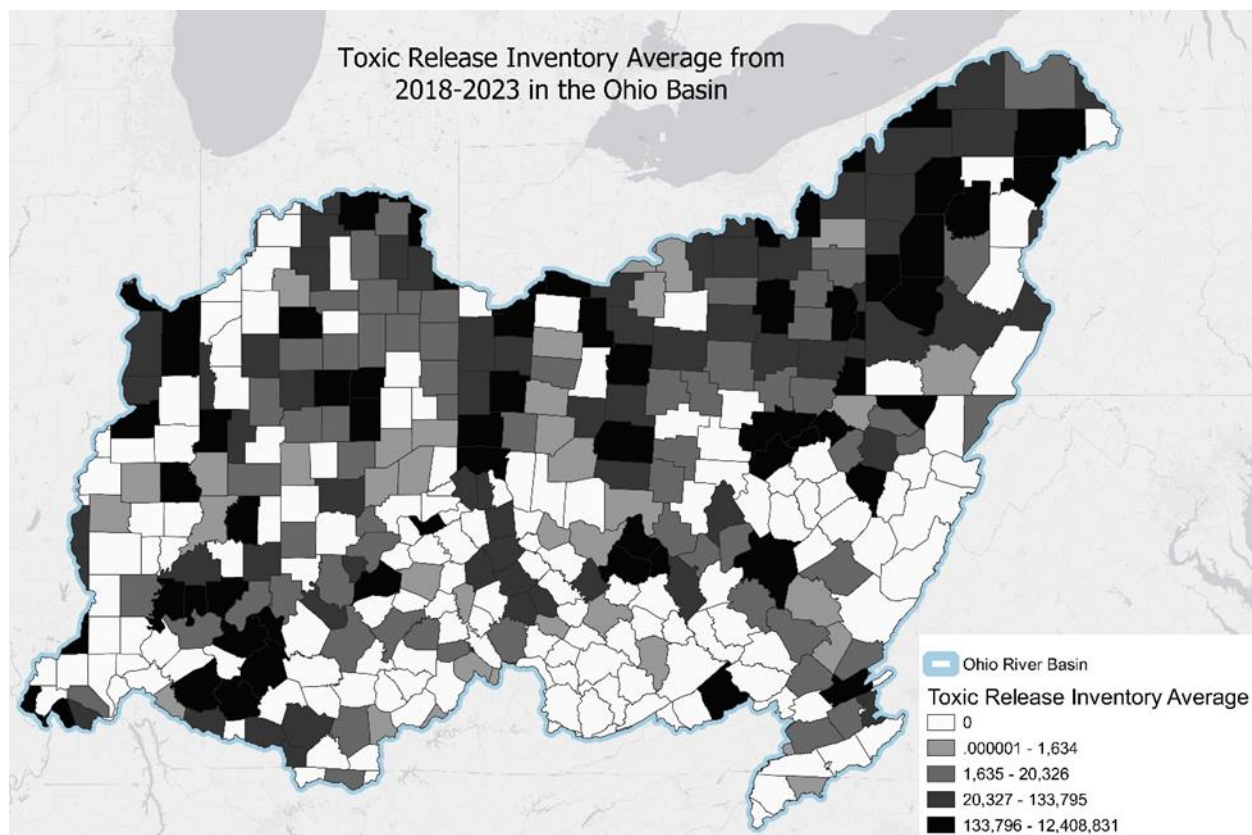 Toxic Release Inventory Average from
2018-2023 in the Ohio Basin
Ohio River Basin
Toxic Release Inventory Average
0
.000001 - 1,634
1,635 - 20,326
20,327 - 133,795
133,796 - 12,408,831